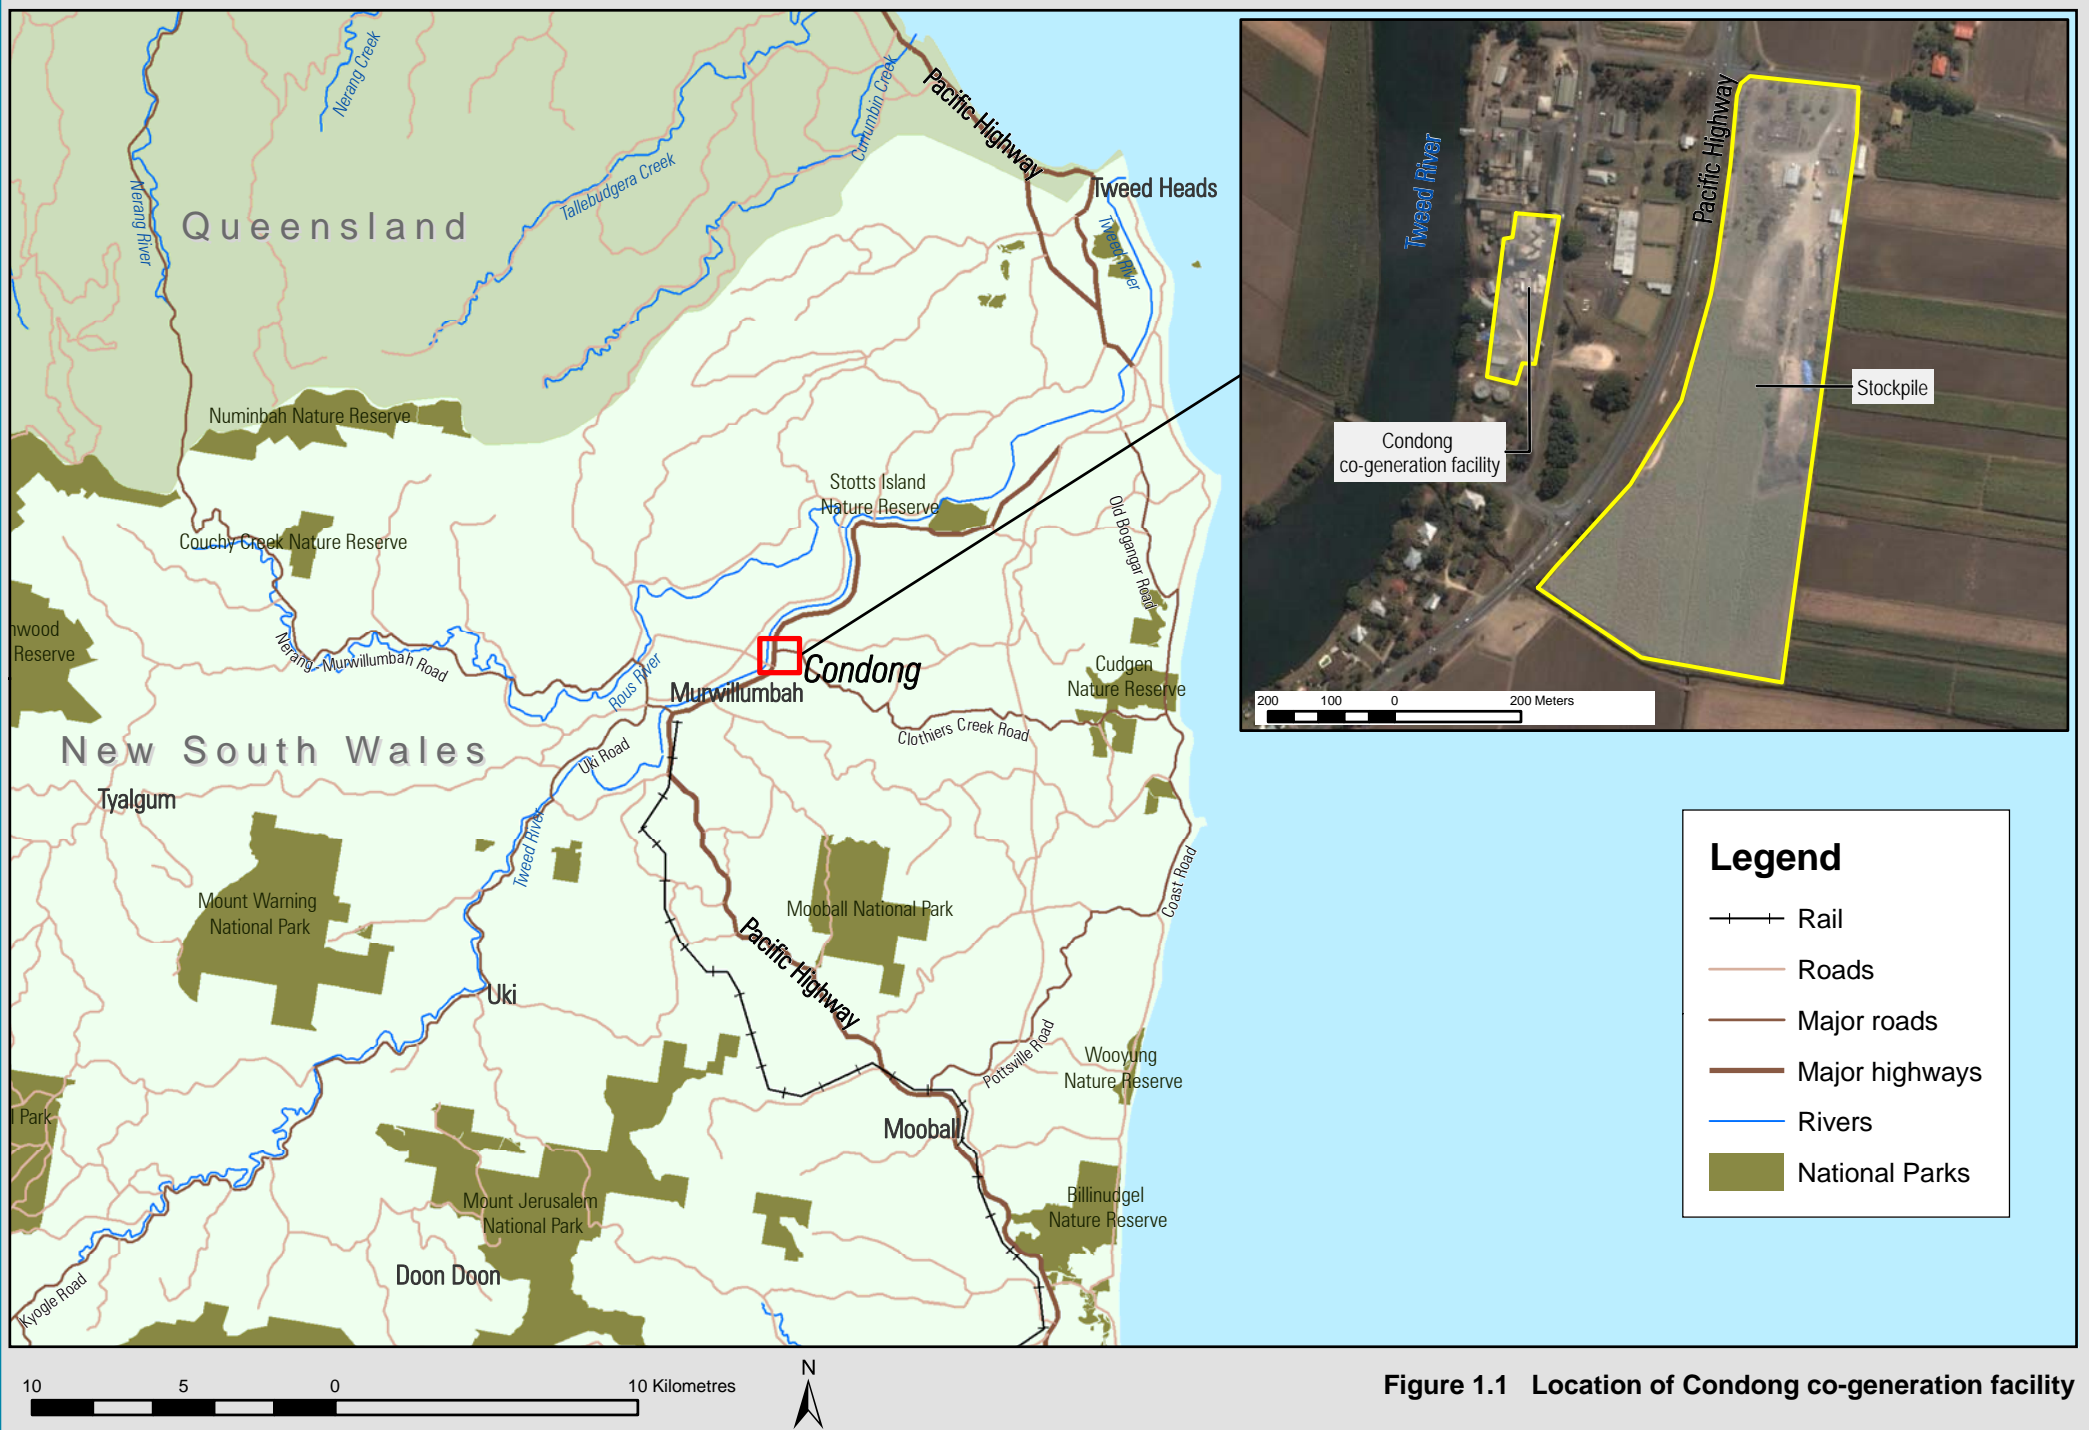 Nerang Creek
Currumbin Creek
Pacific Highway
Tallebudgera Creek
Nerang River
Queensland
Tweed Heads
Tweed River
Numinbah Nature Reserve
Stotts Island
Nature Reserve
Couchy Creek Nature Reserve
Old Bogangar Road
nwood
Reserve
Nerang - Murwillumbah Road
Rous River
Condong
Murwillumbah
Cudgen
Nature Reserve
Clothiers Creek Road
Uki Road
New South Wales
Tyalgum
Tweed River
Coast Road
Mount Warning
National Park
Mooball National Park
Pacific Highway
Uki
Pottsville Road
Wooyung
Nature Reserve
l Park
Mooball
Mount Jerusalem
National Park
Billinudgel
Nature Reserve
Doon Doon
Kyogle Road
Tweed River
Pacific Highway
Stockpile
Condong
co-generation facility
200 100 0 200 Meters
Legend
Rail
Roads
Major roads
Major highways
Rivers
National Parks
10 5 0 10 Kilometres
N
Figure 1.1 Location of Condong co-generation facility